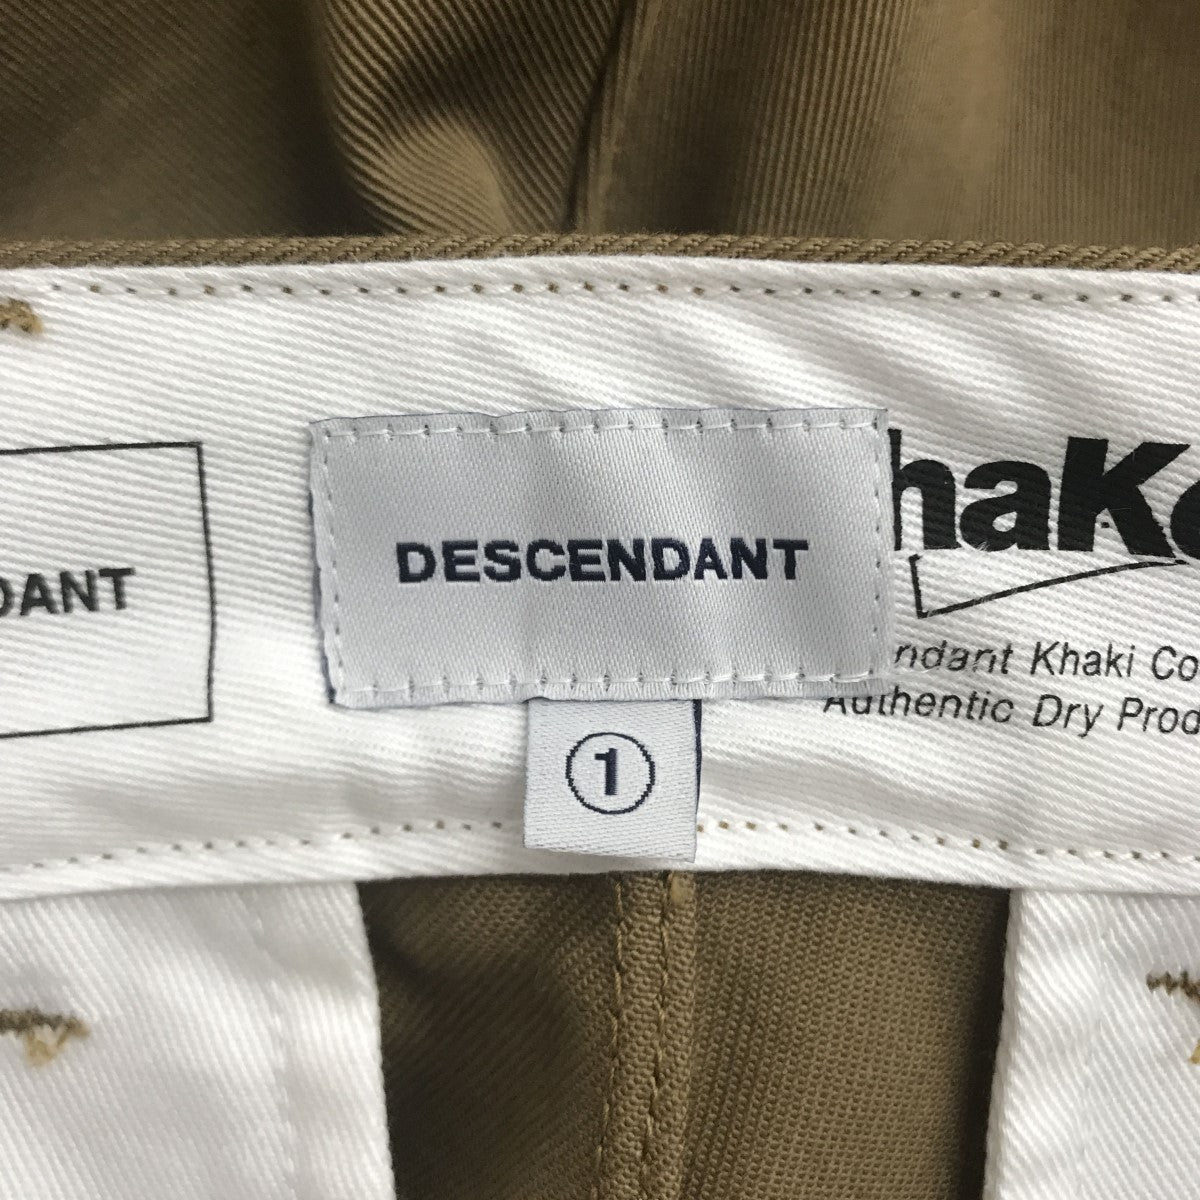 DESCENDANT
1
DANT
haK
ndant Khaki Co
Authentic Dry Prod